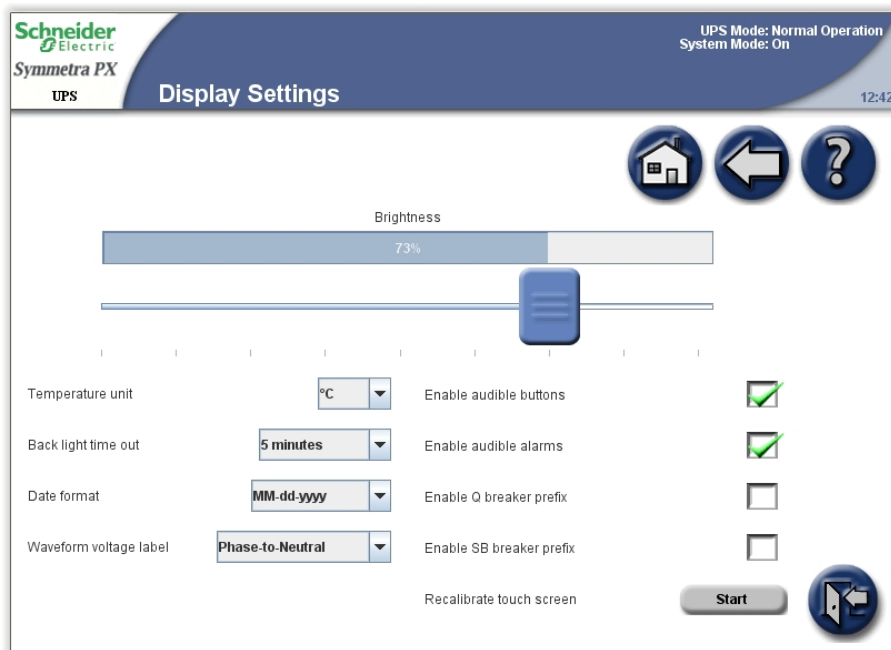 Schneider
Electric
Symmetra PX
UPS
Display Settings
UPS Mode: Normal Operation
System Mode: On
12:42
?
Brightness
73%
Temperature unit
°C
Enable audible buttons
Back light time out
5 minutes
Enable audible alarms
Date format
MM-dd-yyyy
Enable Q breaker prefix
Waveform voltage label
Phase-to-Neutral
Enable SB breaker prefix
Recalibrate touch screen
Start